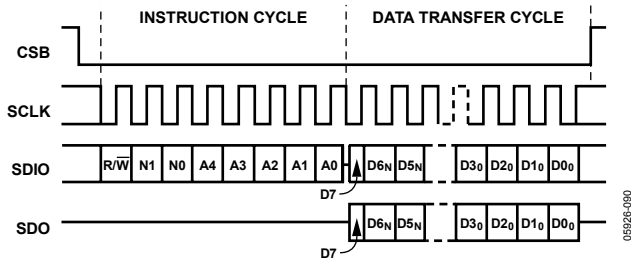 INSTRUCTION CYCLE DATA TRANSFER CYCLE
CSB
SCLK
SDIO R/W̅ N1 N0 A4 A3 A2 A1 A0 D6N D5N D30 D20 D10 D00
D7
SDO D6N D5N D30 D20 D10 D00
D7
05926-090